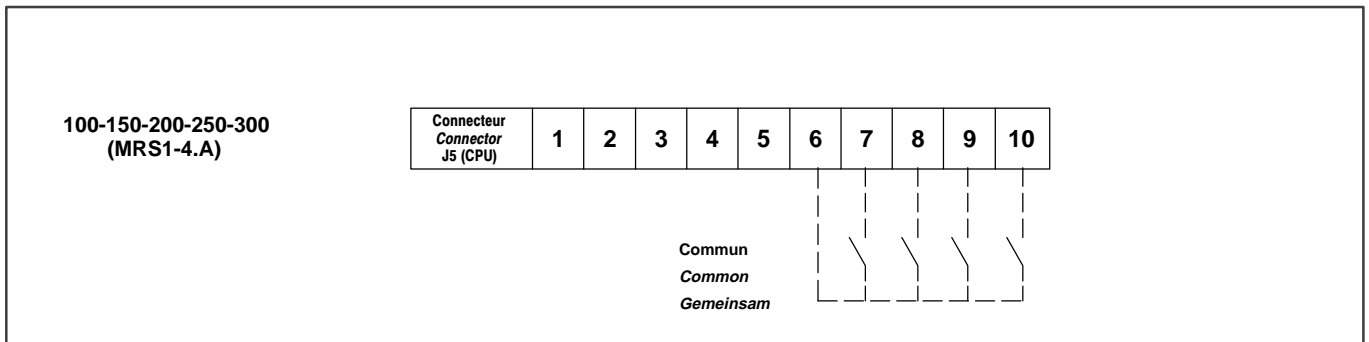 100-150-200-250-300
(MRS1-4.A)
Connecteur
Connector
J5 (CPU)
1 2 3 4 5 6 7 8 9 10
Commun
Common
Gemeinsam